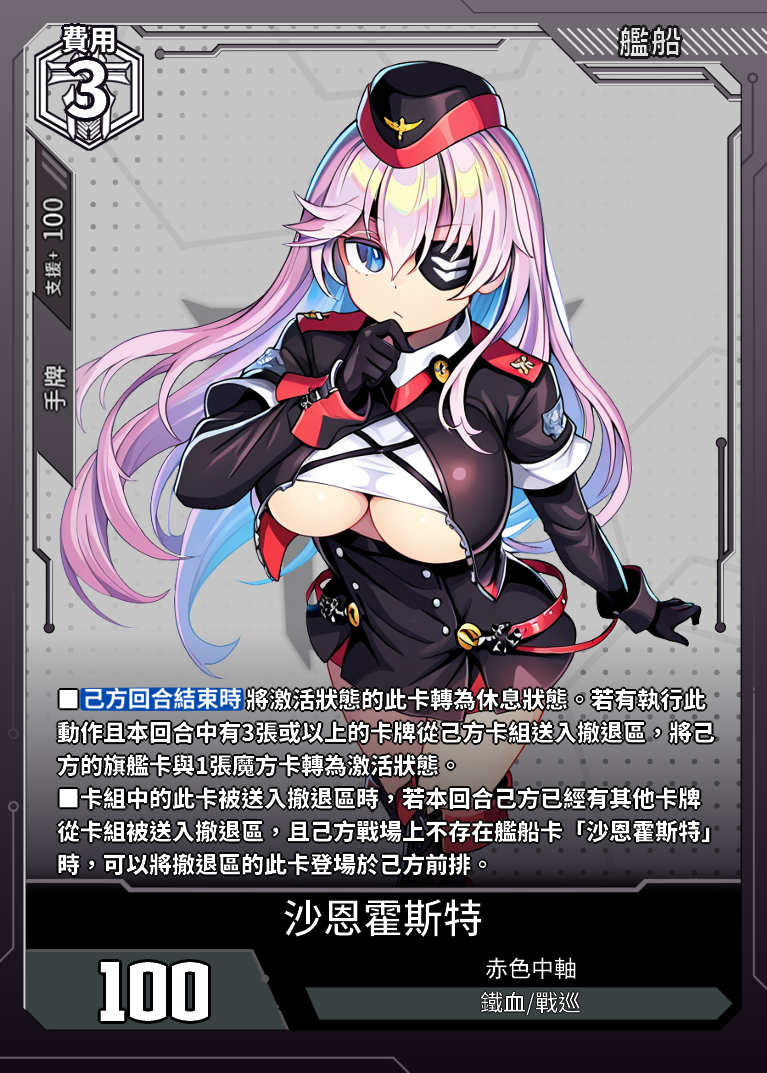 費用
3
艦船
支援+ 100
手牌
■己方回合結束時將激活狀態的此卡轉為休息狀態。若有執行此
動作且本回合中有3張或以上的卡牌從己方卡組送入撤退區，將己
方的旗艦卡與1張魔方卡轉為激活狀態。
■卡組中的此卡被送入撤退區時，若本回合己方已經有其他卡牌
從卡組被送入撤退區，且己方戰場上不存在艦船卡「沙恩霍斯特」
時，可以將撤退區的此卡登場於己方前排。
沙恩霍斯特
100
赤色中軸
鐵血/戰巡